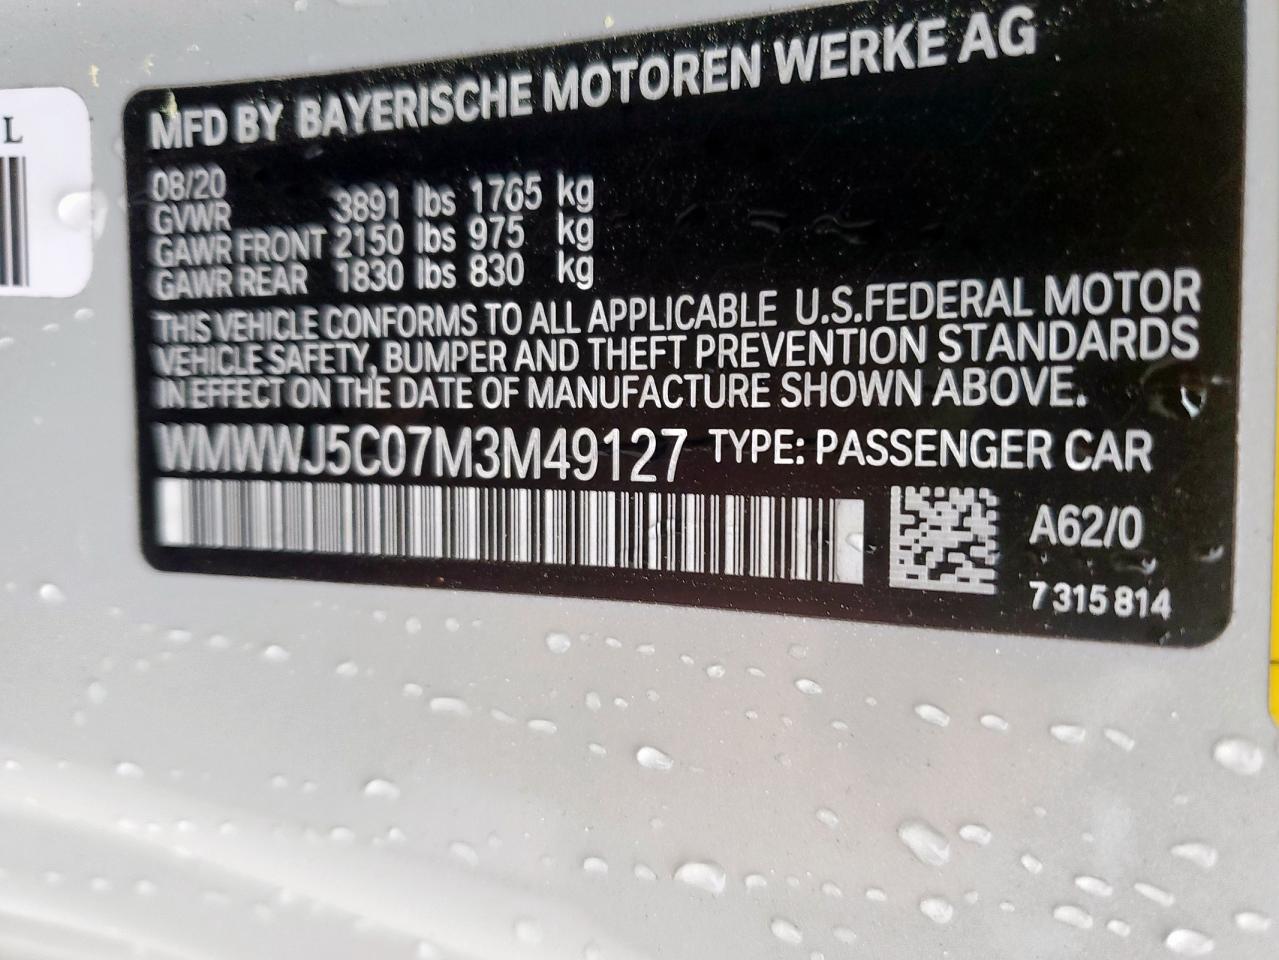 L
MFD BY BAYERISCHE MOTOREN WERKE AG
08/20
GVWR 3891 lbs 1765 kg
GAWR FRONT 2150 lbs 975 kg
GAWR REAR 1830 lbs 830 kg
THIS VEHICLE CONFORMS TO ALL APPLICABLE U.S.FEDERAL MOTOR
VEHICLE SAFETY, BUMPER AND THEFT PREVENTION STANDARDS
IN EFFECT ON THE DATE OF MANUFACTURE SHOWN ABOVE.
WMWWJ5C07M3M49127 TYPE: PASSENGER CAR
A62/0
7 315 814